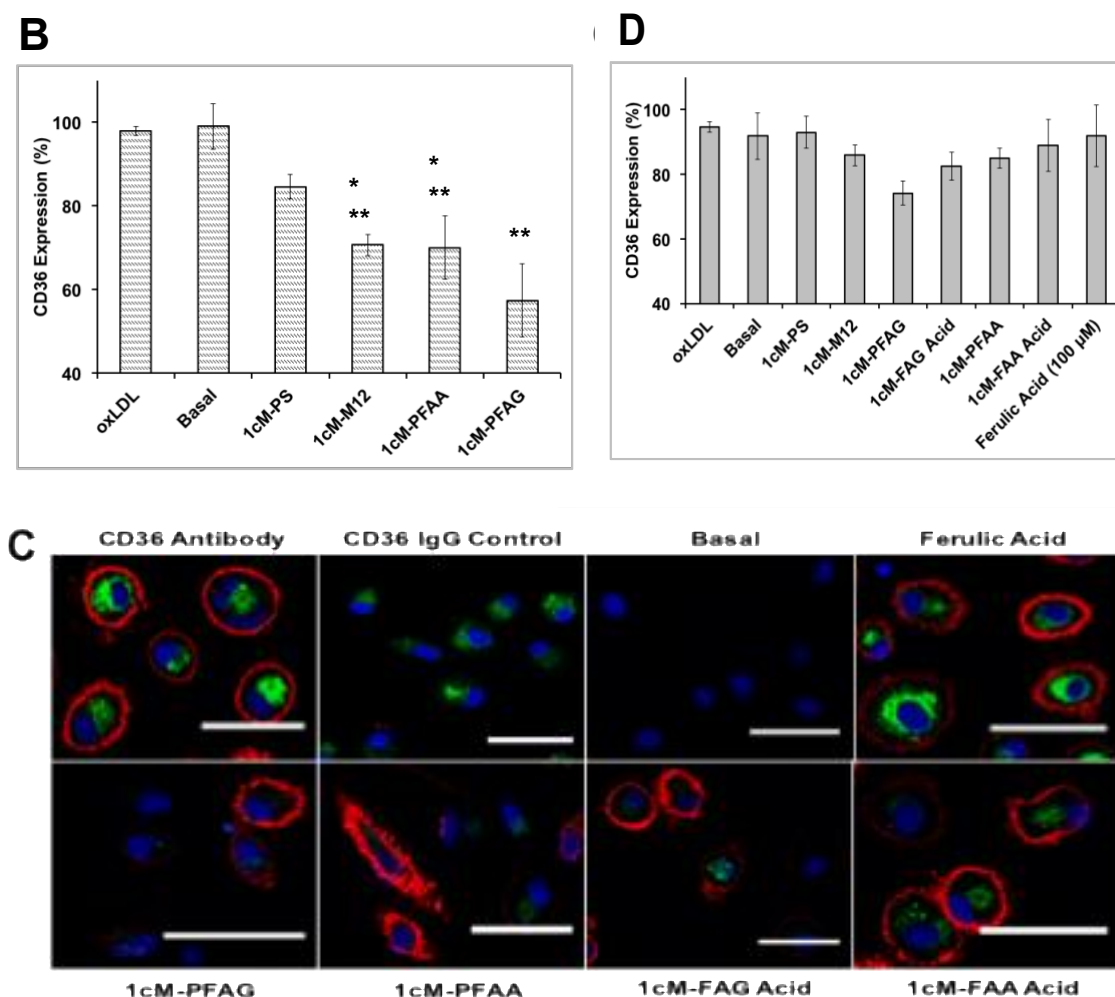 B
CD36 Expression (%)
100
80
60
40
*
**
*
**
**
oxLDL
Basal
1cM-PS
1cM-M12
1cM-PFAA
1cM-PFAG
D
CD36 Expression (%)
100
80
60
40
oxLDL
Basal
1cM-PS
1cM-M12
1cM-PFAG
1cM-FAG Acid
1cM-PFAA
1cM-FAA Acid
Ferulic Acid (100 μM)
C
CD36 Antibody
CD36 IgG Control
Basal
Ferulic Acid
1cM-PFAG
1cM-PFAA
1cM-FAG Acid
1cM-FAA Acid